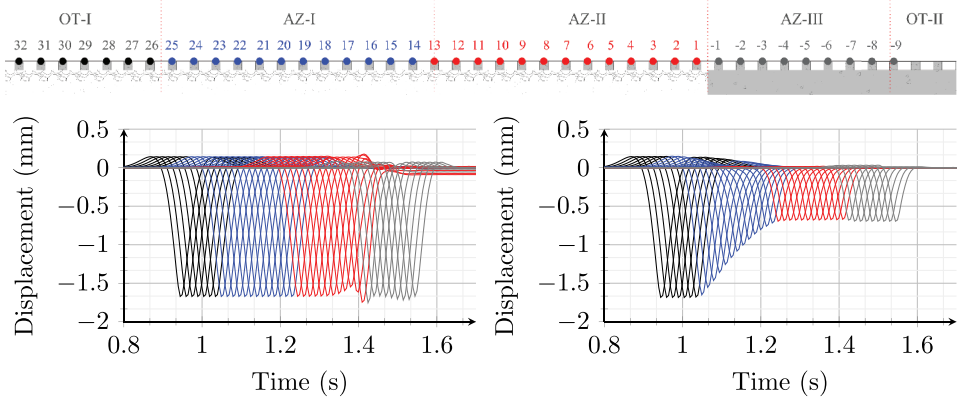 OT-I AZ-I AZ-II AZ-III OT-II
32 31 30 29 28 27 26 25 24 23 22 21 20 19 18 17 16 15 14 13 12 11 10 9 8 7 6 5 4 3 2 1 -1 -2 -3 -4 -5 -6 -7 -8 -9
Displacement (mm)
0.5
0
−0.5
−1
−1.5
−2
0.8 1 1.2 1.4 1.6
Time (s)
Displacement (mm)
0.5
0
−0.5
−1
−1.5
−2
0.8 1 1.2 1.4 1.6
Time (s)